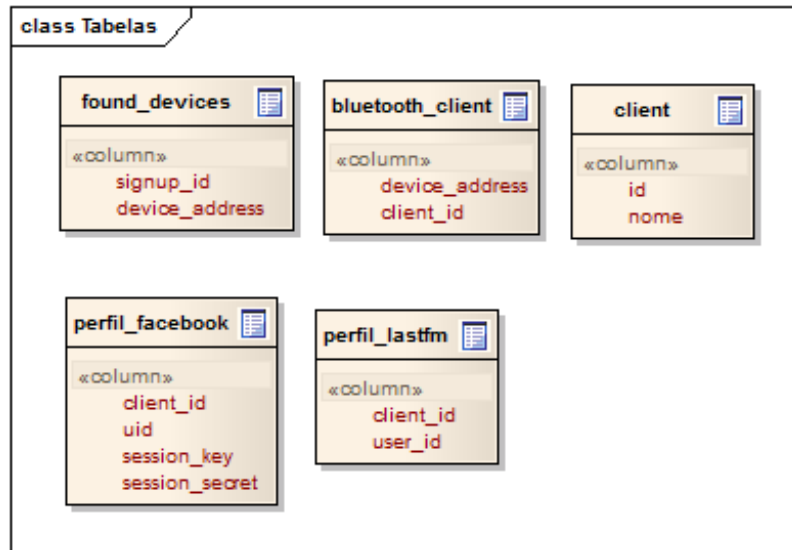 class Tabelas
found_devices
«column»
signup_id
device_address
bluetooth_client
«column»
device_address
client_id
client
«column»
id
nome
perfil_facebook
«column»
client_id
uid
session_key
session_secret
perfil_lastfm
«column»
client_id
user_id